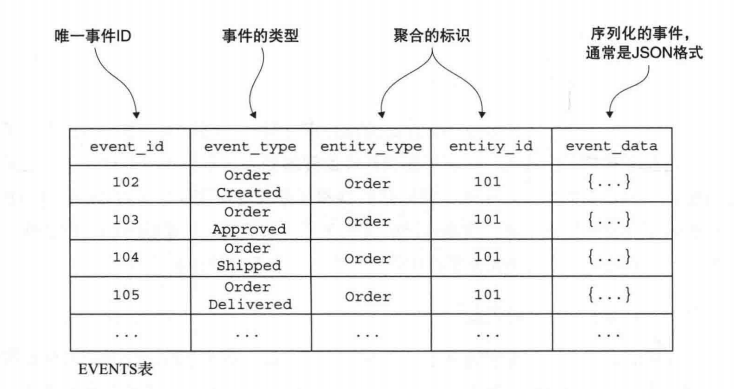 唯一事件ID
事件的类型
聚合的标识
序列化的事件，
通常是JSON格式
event_id event_type entity_type entity_id event_data
102 Order Created Order 101 {...}
103 Order Approved Order 101 {...}
104 Order Shipped Order 101 {...}
105 Order Delivered Order 101 {...}
... ... ... ... ...
EVENTS表